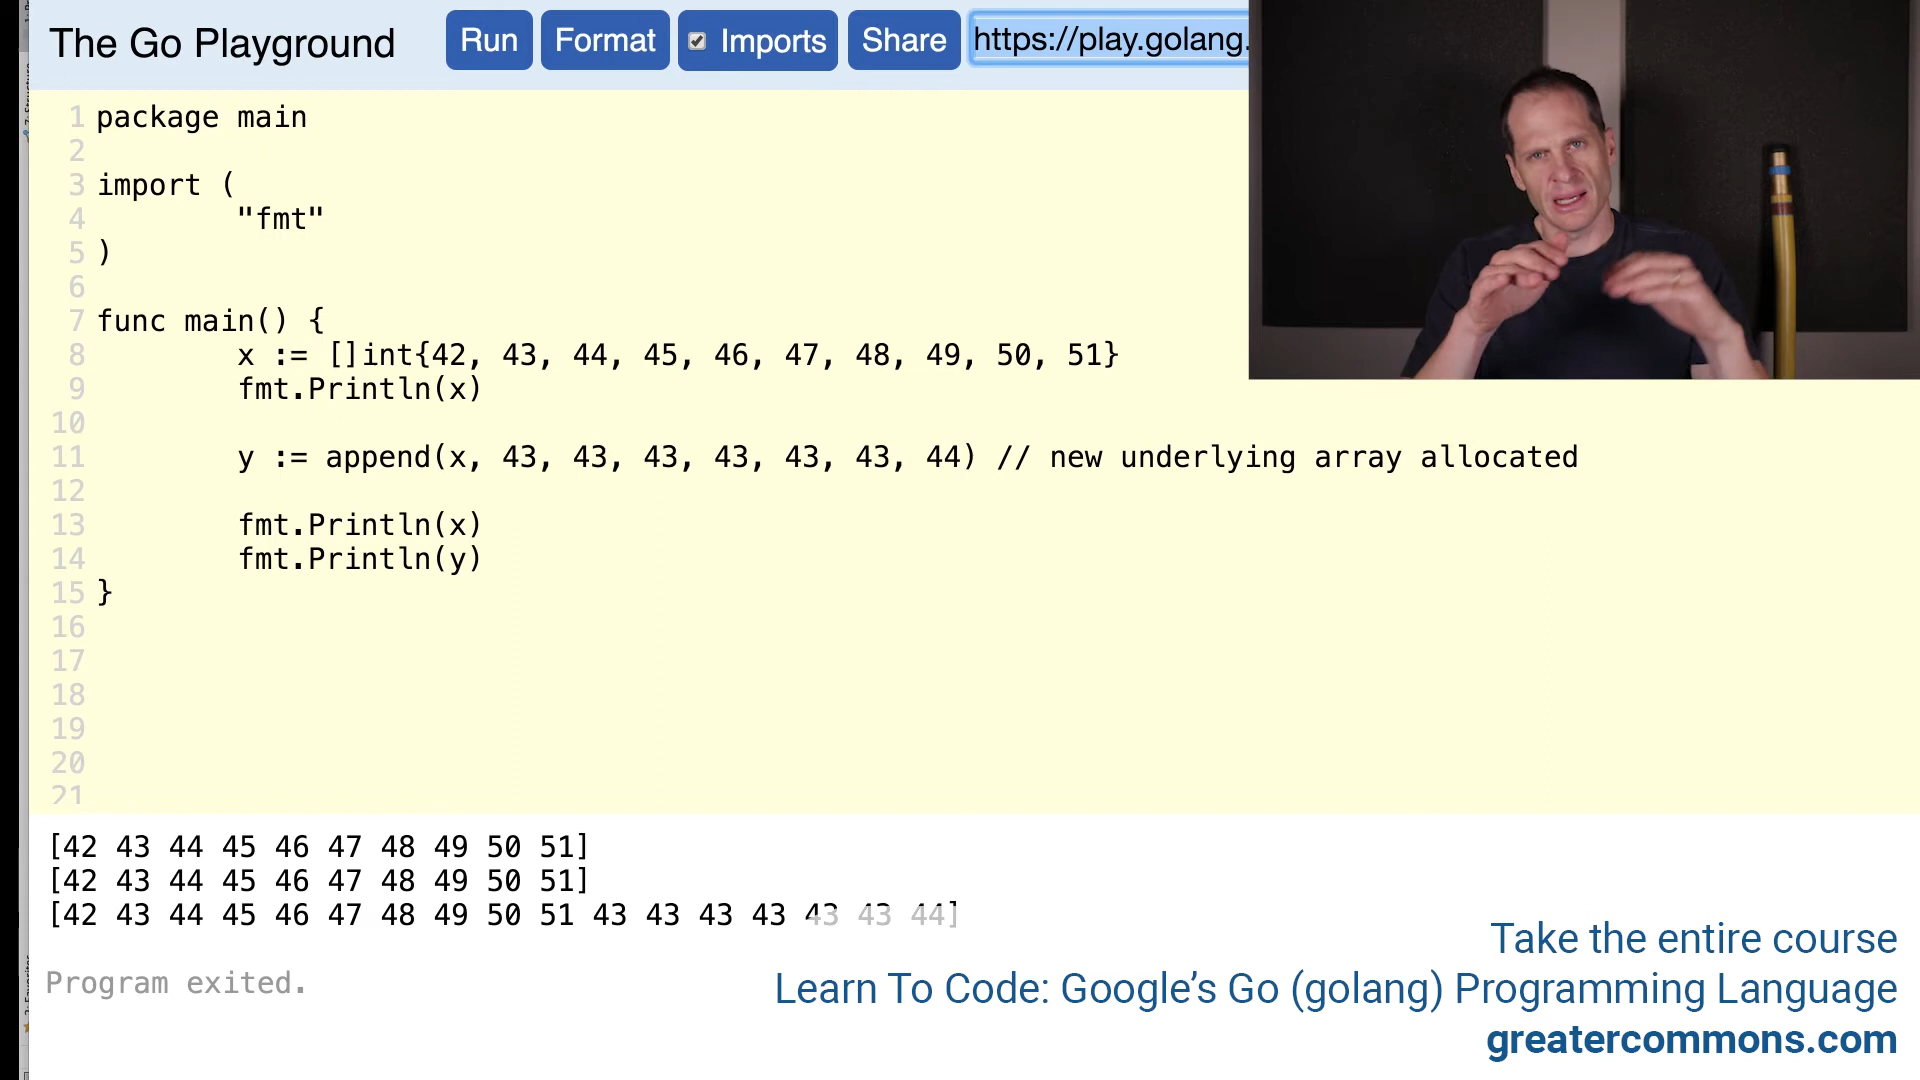 The Go Playground Run Format Imports Share https://play.golang.
1 package main
2
3 import (
4 "fmt"
5 )
6
7 func main() {
8 x := []int{42, 43, 44, 45, 46, 47, 48, 49, 50, 51}
9 fmt.Println(x)
10
11 y := append(x, 43, 43, 43, 43, 43, 43, 44) // new underlying array allocated
12
13 fmt.Println(x)
14 fmt.Println(y)
15 }
16
17
18
19
20
21
[42 43 44 45 46 47 48 49 50 51]
[42 43 44 45 46 47 48 49 50 51]
[42 43 44 45 46 47 48 49 50 51 43 43 43 43 43 43 44]
Program exited.
Take the entire course
Learn To Code: Google’s Go (golang) Programming Language
greatercommons.com